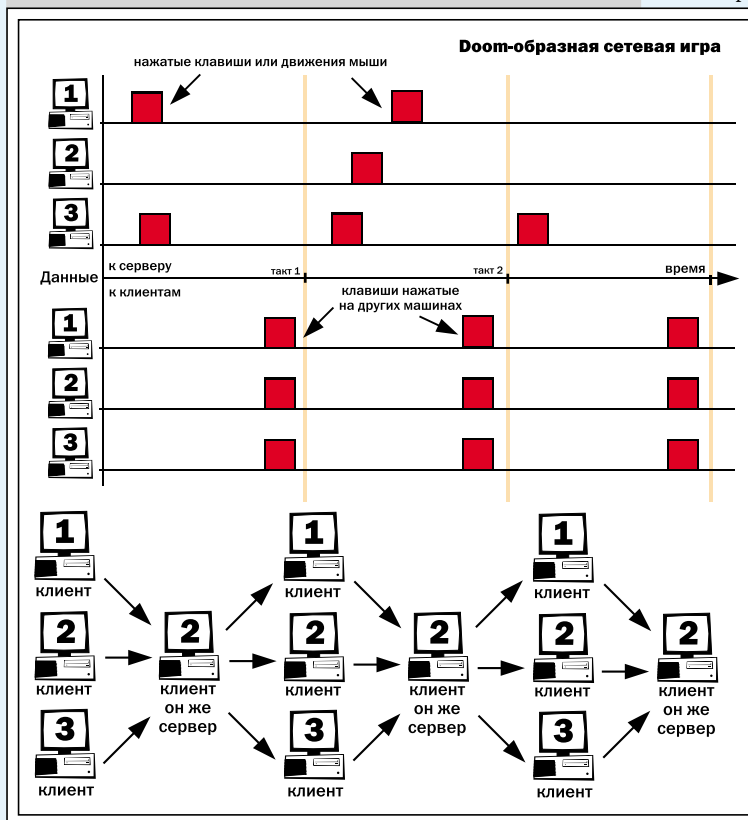 Doom-образная сетевая игра
нажатые клавиши или движения мыши
1
2
3
Данные
к серверу
такт 1
такт 2
время
к клиентам
клавиши нажатые
на других машинах
1
2
3
1
клиент
1
клиент
1
клиент
2
клиент
2
клиент
он же
сервер
2
клиент
2
клиент
он же
сервер
2
клиент
2
клиент
он же
сервер
3
клиент
3
клиент
3
клиент